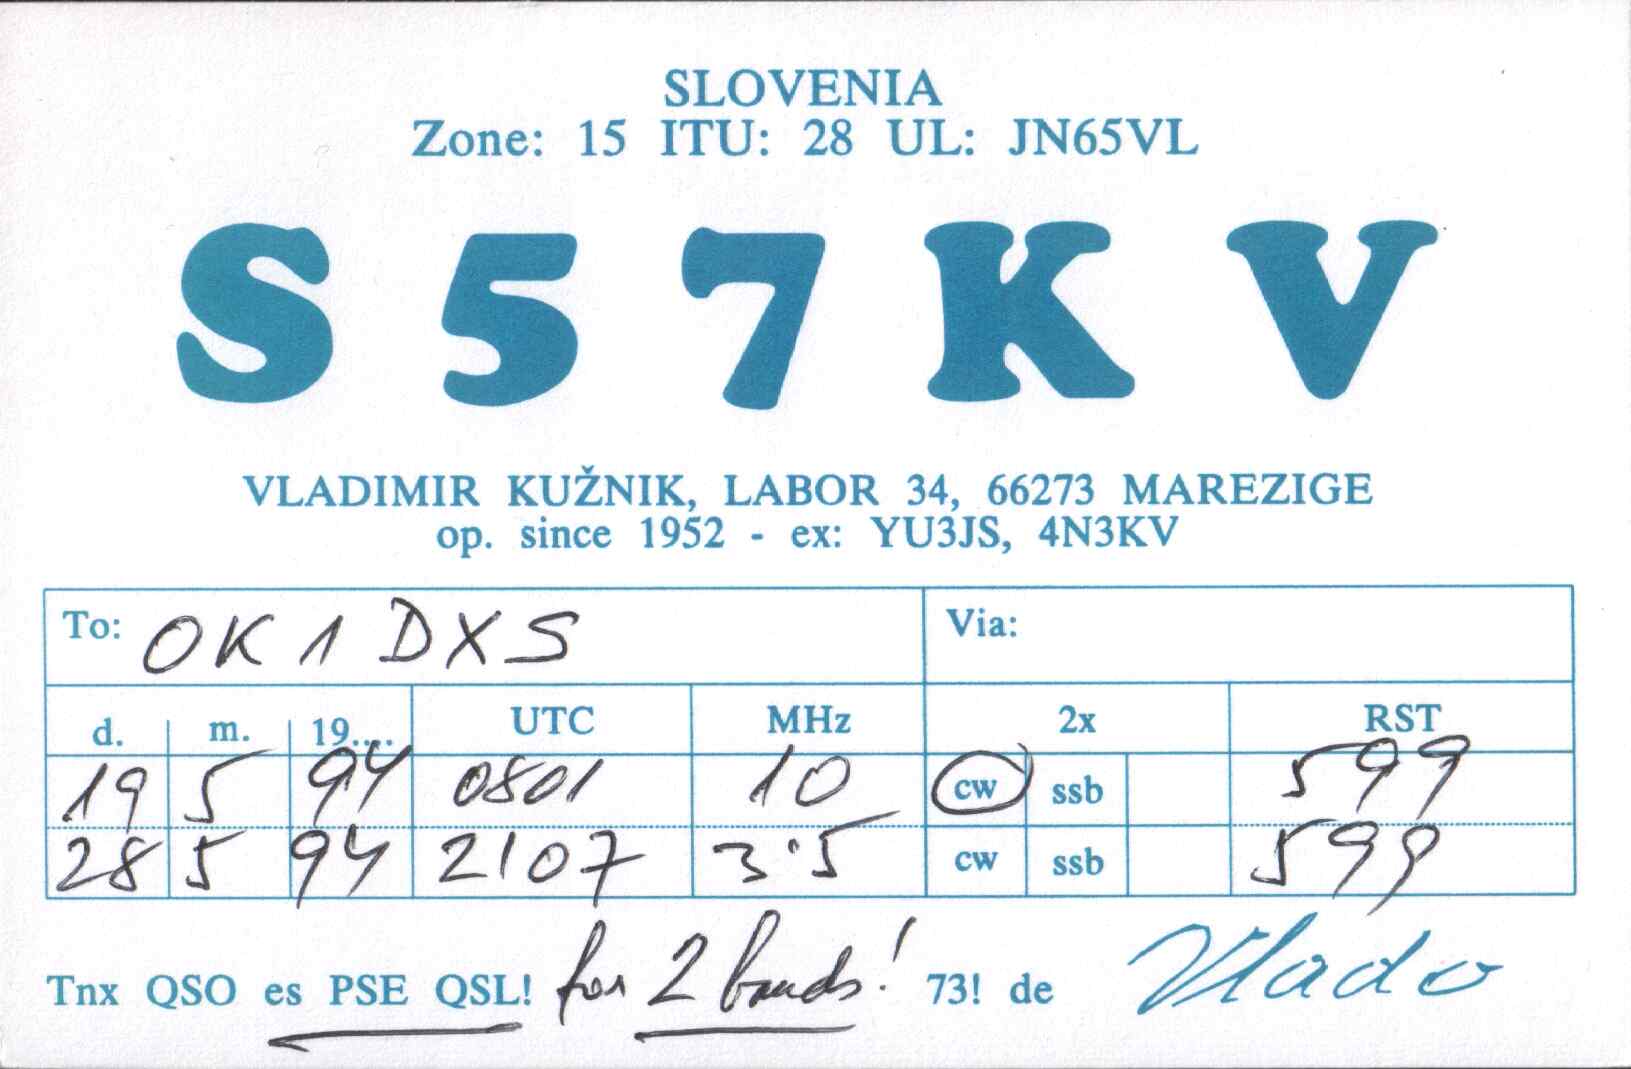 SLOVENIA
Zone: 15 ITU: 28 UL: JN65VL
S57KV
VLADIMIR KUŽNIK, LABOR 34, 66273 MAREZIGE
op. since 1952 - ex: YU3JS, 4N3KV
To: OK1DXS Via:
d. m. 19.... UTC MHz 2x RST
19 5 94 0801 10 cw ssb 599
28 5 94 2107 3.5 cw ssb 599
Tnx QSO es PSE QSL! for 2 bands! 73! de Vlado